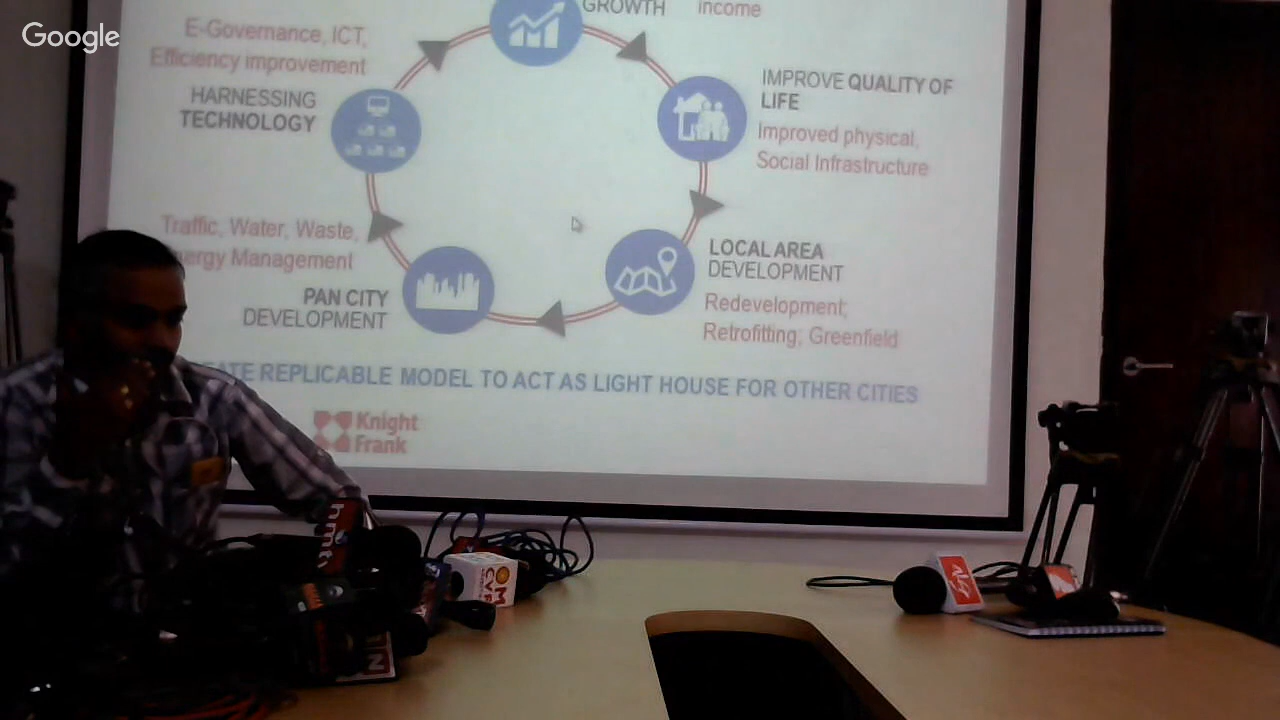 Google
GROWTH
income
E-Governance, ICT,
Efficiency improvement
HARNESSING
TECHNOLOGY
IMPROVE QUALITY OF
LIFE
Improved physical,
Social Infrastructure
Traffic, Water, Waste,
Management
PAN CITY
DEVELOPMENT
LOCAL AREA
DEVELOPMENT
Redevelopment;
Retrofitting; Greenfield
REPLICABLE MODEL TO ACT AS LIGHT HOUSE FOR OTHER CITIES
Knight
Frank
hmtv